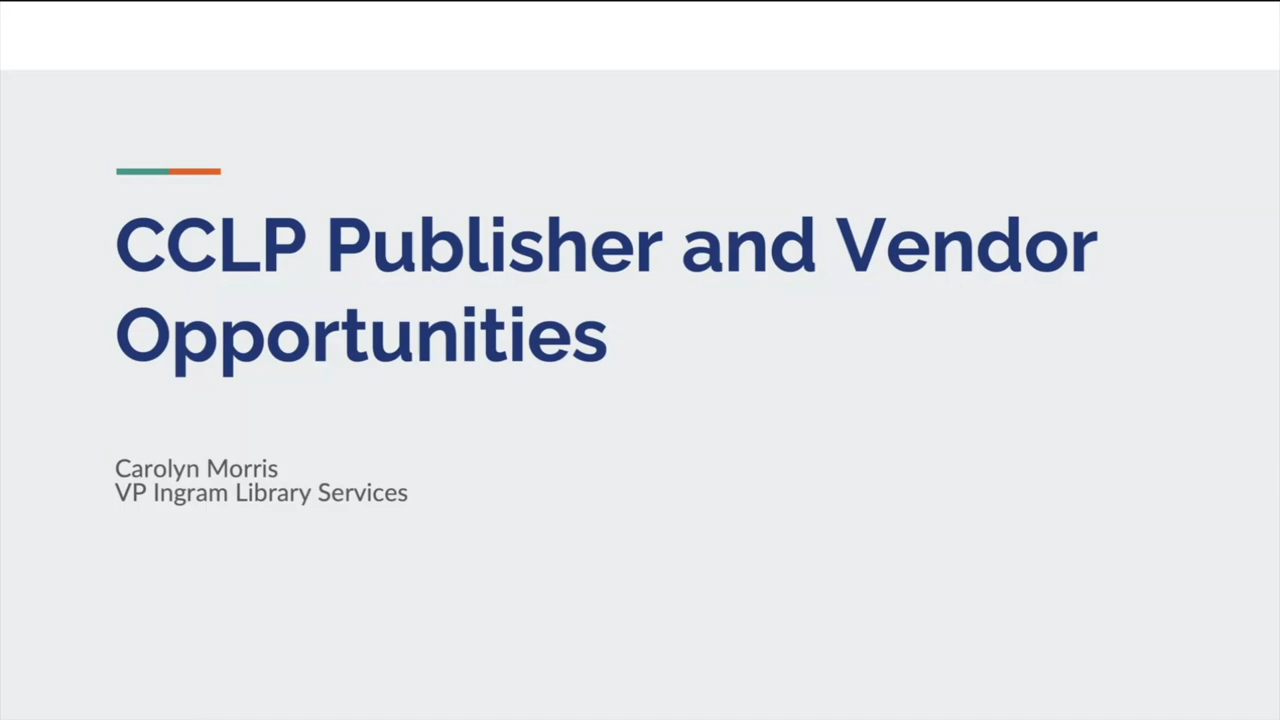 CCLP Publisher and Vendor
Opportunities
Carolyn Morris
VP Ingram Library Services